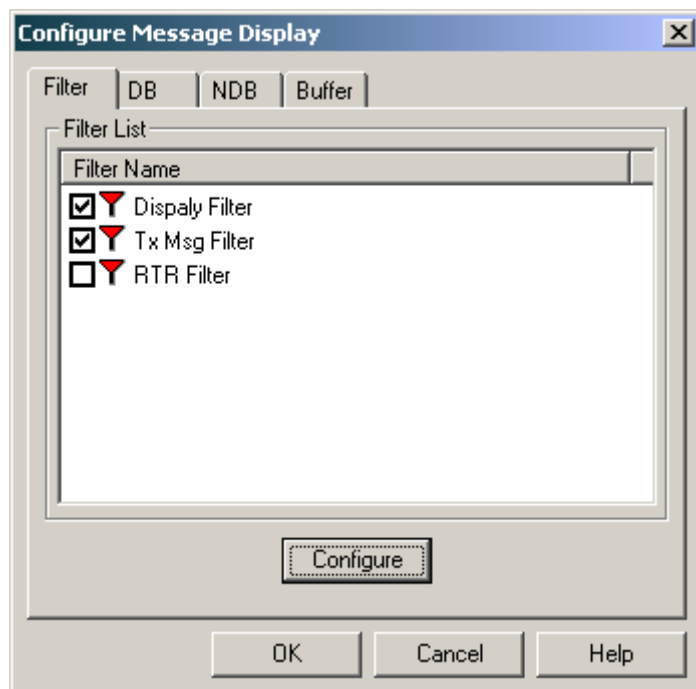 Configure Message Display
Filter DB NDB Buffer
Filter List
Filter Name
Dispaly Filter
Tx Msg Filter
RTR Filter
Configure
OK Cancel Help